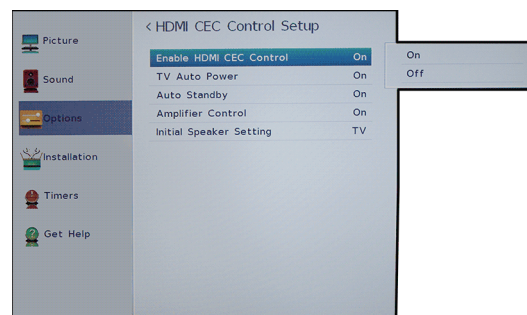 < HDMI CEC Control Setup
Picture
Sound
Options
Installation
Timers
Get Help
Enable HDMI CEC Control On
TV Auto Power On
Auto Standby On
Amplifier Control On
Initial Speaker Setting TV
On
Off